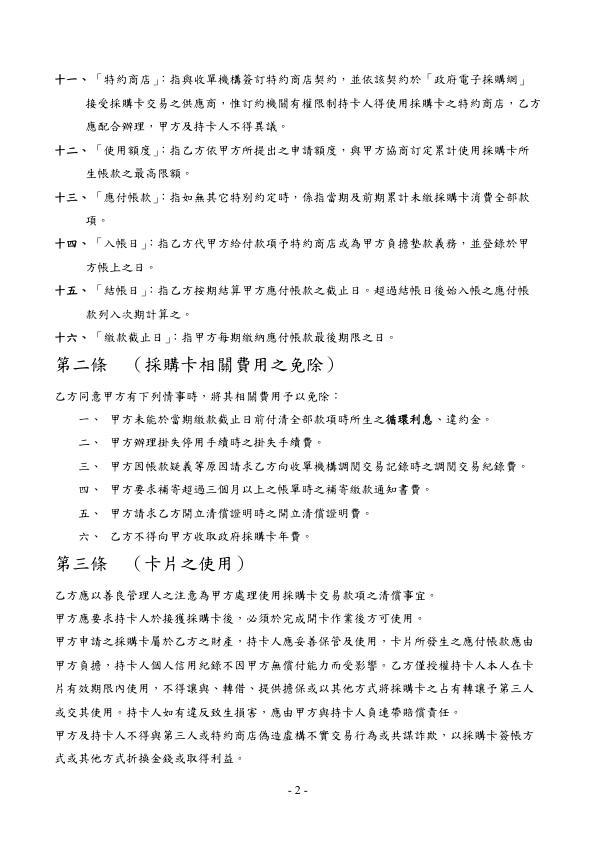 十一、「特約商店」：指與收單機構簽訂特約商店契約，並依該契約於「政府電子採購網」
接受採購卡交易之供應商，惟訂約機關有權限制持卡人得使用採購卡之特約商店，乙方
應配合辦理，甲方及持卡人不得異議。
十二、「使用額度」：指乙方依甲方所提出之申請額度，與甲方協商訂定累計使用採購卡所
生帳款之最高限額。
十三、「應付帳款」：指如無其它特別約定時，係指當期及前期累計未繳採購卡消費全部款
項。
十四、「入帳日」：指乙方代甲方給付款項予特約商店或為甲方負擔墊款義務，並登錄於甲
方帳上之日。
十五、「結帳日」：指乙方按期結算甲方應付帳款之截止日。超過結帳日後始入帳之應付帳
款列入次期計算之。
十六、「繳款截止日」：指甲方每期繳納應付帳款最後期限之日。
第二條　（採購卡相關費用之免除）
乙方同意甲方有下列情事時，將其相關費用予以免除：
一、 甲方未能於當期繳款截止日前付清全部款項時所生之循環利息、違約金。
二、 甲方辦理掛失停用手續時之掛失手續費。
三、 甲方因帳款疑義等原因請求乙方向收單機構調閱交易記錄時之調閱交易紀錄費。
四、 甲方要求補寄超過三個月以上之帳單時之補寄繳款通知書費。
五、 甲方請求乙方開立清償證明時之開立清償證明費。
六、 乙方不得向甲方收取政府採購卡年費。
第三條　（卡片之使用）
乙方應以善良管理人之注意為甲方處理使用採購卡交易款項之清償事宜。
甲方應要求持卡人於接獲採購卡後，必須於完成開卡作業後方可使用。
甲方申請之採購卡屬於乙方之財產，持卡人應妥善保管及使用，卡片所發生之應付帳款應由
甲方負擔，持卡人個人信用紀錄不因甲方無償付能力而受影響。乙方僅授權持卡人本人在卡
片有效期限內使用，不得讓與、轉借、提供擔保或以其他方式將採購卡之占有轉讓予第三人
或交其使用。持卡人如有違反致生損害，應由甲方與持卡人負連帶賠償責任。
甲方及持卡人不得與第三人或特約商店偽造虛構不實交易行為或共謀詐欺，以採購卡簽帳方
式或其他方式折換金錢或取得利益。
- 2 -